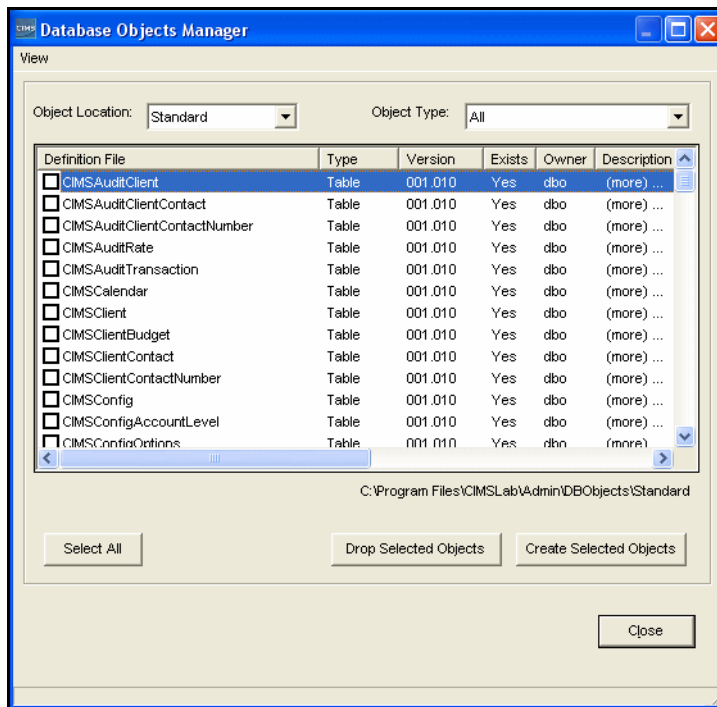 CIMS Database Objects Manager
View
Object Location: Standard Object Type: All
Definition File Type Version Exists Owner Description
CIMSAuditClient Table 001.010 Yes dbo (more) ...
CIMSAuditClientContact Table 001.010 Yes dbo (more) ...
CIMSAuditClientContactNumber Table 001.010 Yes dbo (more) ...
CIMSAuditRate Table 001.010 Yes dbo (more) ...
CIMSAuditTransaction Table 001.010 Yes dbo (more) ...
CIMSCalendar Table 001.010 Yes dbo (more) ...
CIMSClient Table 001.010 Yes dbo (more) ...
CIMSClientBudget Table 001.010 Yes dbo (more) ...
CIMSClientContact Table 001.010 Yes dbo (more) ...
CIMSClientContactNumber Table 001.010 Yes dbo (more) ...
CIMSConfig Table 001.010 Yes dbo (more) ...
CIMSConfigAccountLevel Table 001.010 Yes dbo (more) ...
CIMSConfigOptions Table 001.010 Yes dbo (more) ...
C:\Program Files\CIMSLab\Admin\DBObjects\Standard
Select All Drop Selected Objects Create Selected Objects
Close